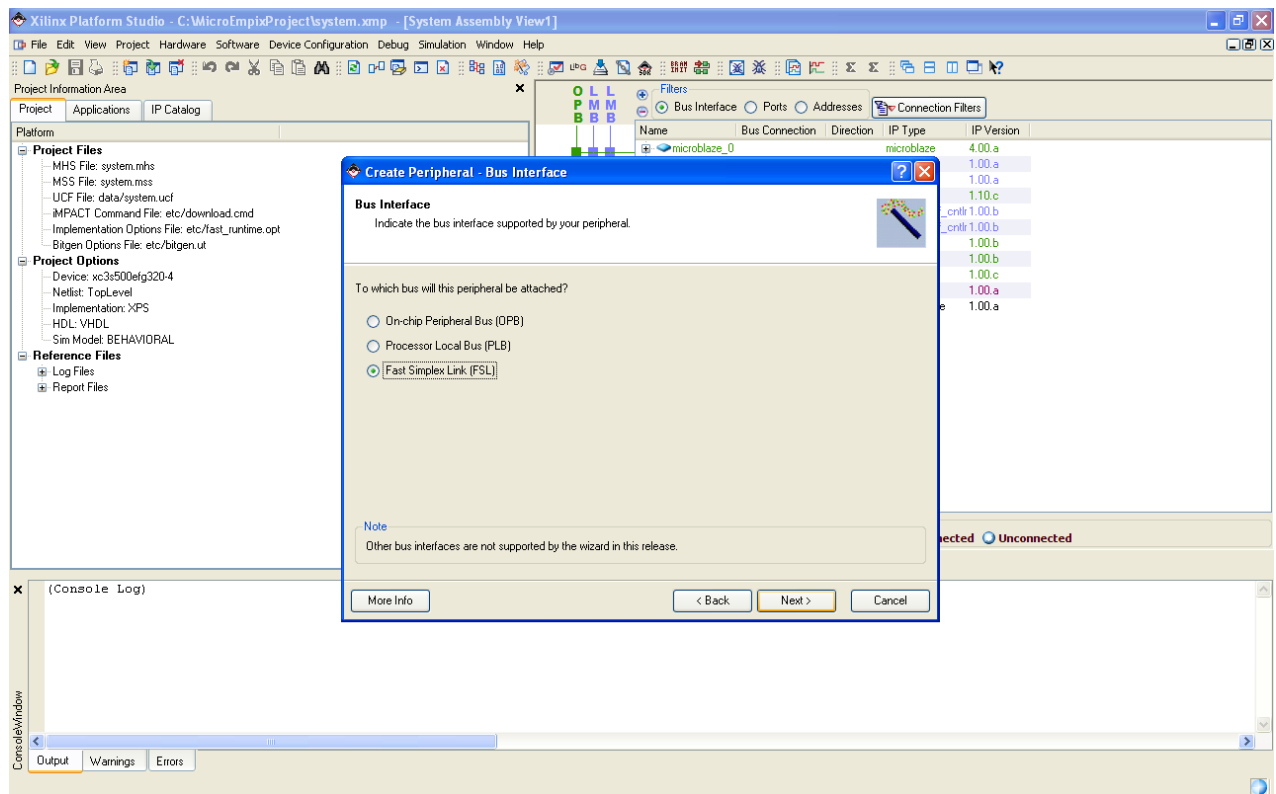 Xilinx Platform Studio - C:\MicroEmpixProject\system.xmp - [System Assembly View1]
File Edit View Project Hardware Software Device Configuration Debug Simulation Window Help
Project Information Area
Project Applications IP Catalog
Platform
Project Files
MHS File: system.mhs
MSS File: system.mss
UCF File: data/system.ucf
iMPACT Command File: etc/download.cmd
Implementation Options File: etc/fast_runtime.opt
Bitgen Options File: etc/bitgen.ut
Project Options
Device: xc3s500efg320-4
Netlist: TopLevel
Implementation: XPS
HDL: VHDL
Sim Model: BEHAVIORAL
Reference Files
Log Files
Report Files
O L L
P M M
B B B
Filters
Bus Interface Ports Addresses Connection Filters
Name Bus Connection Direction IP Type IP Version
microblaze_0 microblaze 4.00.a
1.00.a
1.00.a
1.10.c
_cntlr 1.00.b
_cntlr 1.00.b
1.00.b
1.00.b
1.00.c
1.00.a
e 1.00.a
nected Unconnected
Create Peripheral - Bus Interface
Bus Interface
Indicate the bus interface supported by your peripheral.
To which bus will this peripheral be attached?
On-chip Peripheral Bus (OPB)
Processor Local Bus (PLB)
Fast Simplex Link (FSL)
Note
Other bus interfaces are not supported by the wizard in this release.
More Info < Back Next > Cancel
(Console Log)
ConsoleWindow
Output Warnings Errors